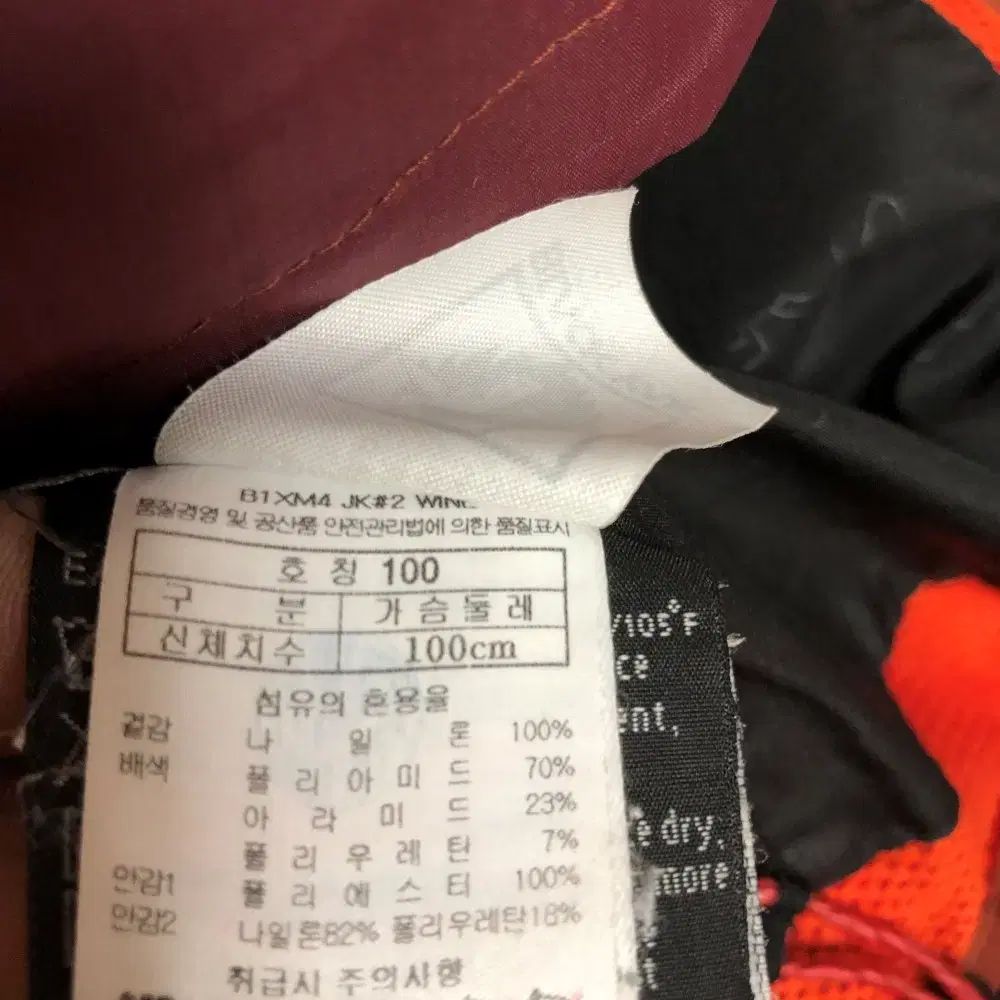 B1XM4 JK#2
품질경영 및 공산품 안전관리법에 의한 품질표시
호 칭 100
구 분 가슴둘레
신체치수 100cm
섬유의 혼용율
겉감 나 일 론 100%
배색 폴 리 아 미 드 70%
아 라 미 드 23%
폴 리 우 레 탄 7%
안감1 폴 리 에 스 터 100%
안감2 나일론82% 폴리우레탄18%
취급시 주의사항
/105°F
ce
ent,
e dry,
more